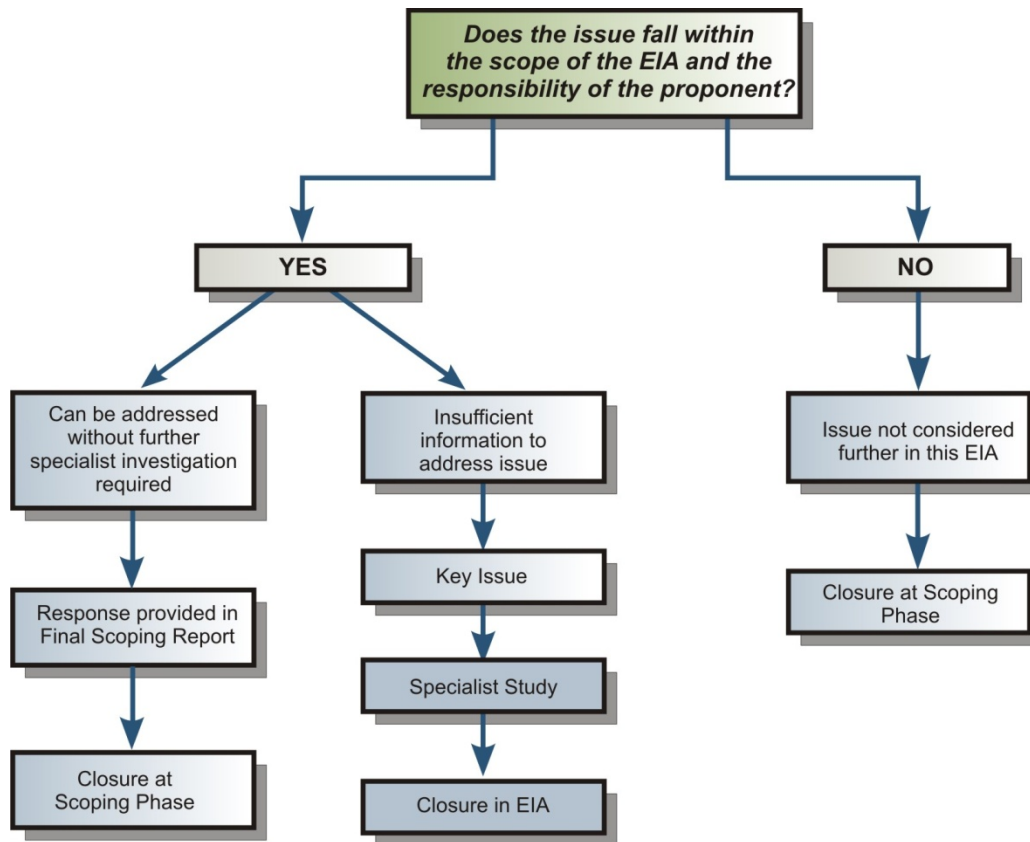 Does the issue fall within
the scope of the EIA and the
responsibility of the proponent?
YES
NO
Can be addressed
without further
specialist investigation
required
Insufficient
information to
address issue
Issue not considered
further in this EIA
Response provided in
Final Scoping Report
Key Issue
Closure at Scoping
Phase
Specialist Study
Closure at
Scoping Phase
Closure in EIA